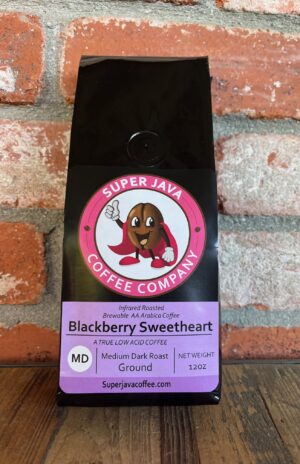 SUPER JAVA
COFFEE COMPANY
Infrared Roasted
Brewable AA Arabica Coffee
Blackberry Sweetheart
A TRUE LOW ACID COFFEE
MD
Medium Dark Roast
Ground
NET WEIGHT
12OZ
Superjavacoffee.com